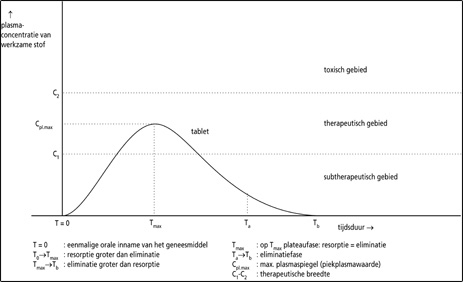 ↑
plasma-
concentratie van
werkzame stof
toxisch gebied
C2
Cpl.max
tablet
therapeutisch gebied
C1
subtherapeutisch gebied
T = 0
Tmax
Ta
Tb
tijdsduur →
T = 0 : eenmalige orale inname van het geneesmiddel
T0→Tmax : resorptie groter dan eliminatie
Tmax→Tb : eliminatie groter dan resorptie
Tmax : op Tmax plateaufase: resorptie = eliminatie
Ta→Tb : eliminatiefase
Cpl.max : max. plasmaspiegel (piekplasmawaarde)
C1-C2 : therapeutische breedte